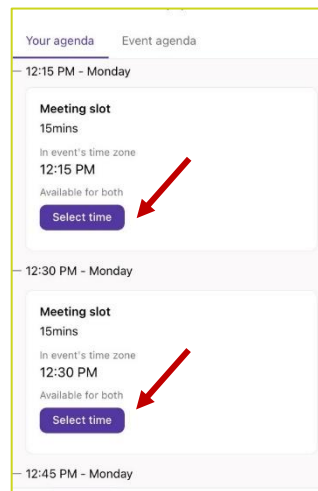 Your agenda Event agenda
12:15 PM - Monday
Meeting slot
15mins
In event's time zone
12:15 PM
Available for both
Select time
12:30 PM - Monday
Meeting slot
15mins
In event's time zone
12:30 PM
Available for both
Select time
12:45 PM - Monday